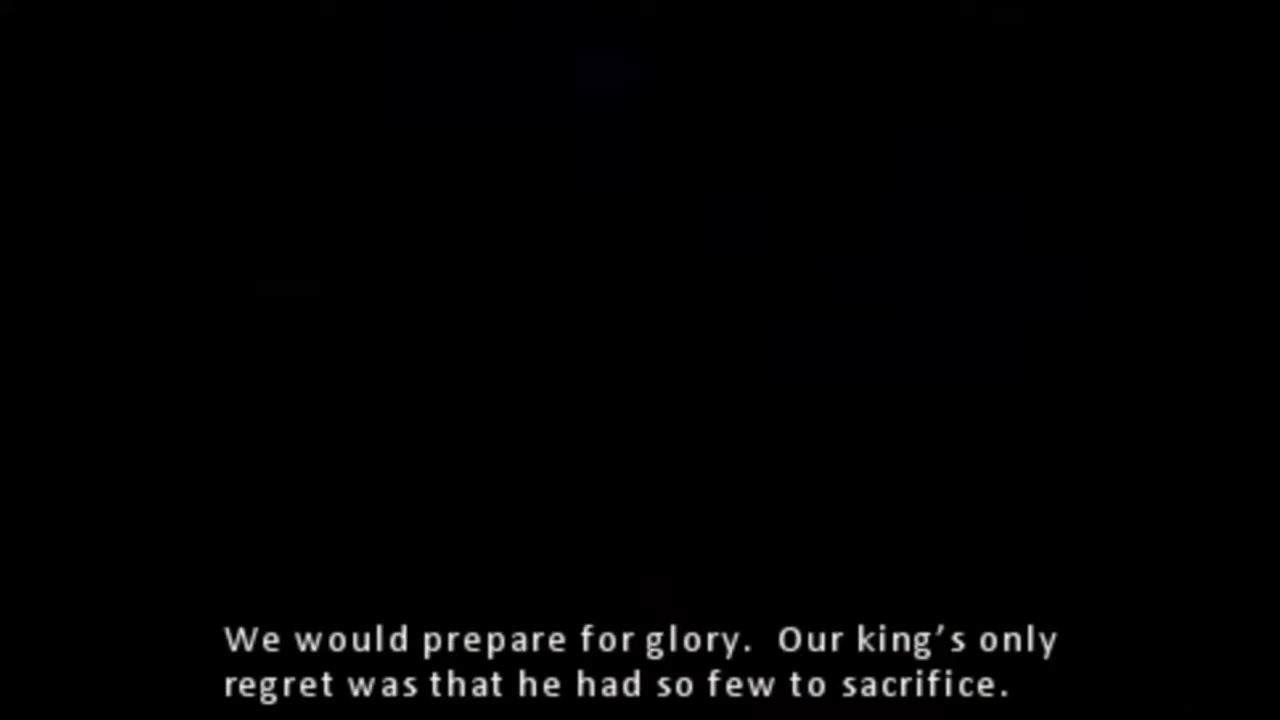 We would prepare for glory.  Our king's only
regret was that he had so few to sacrifice.